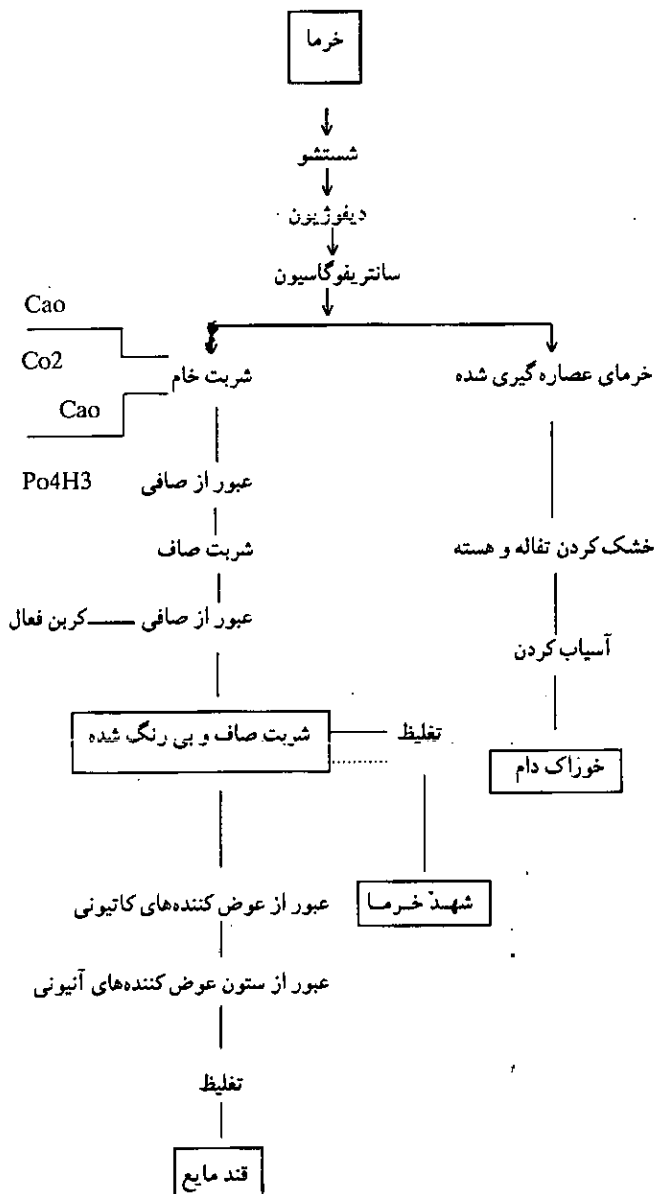 خرما
شستشو
دیفوژیون
سانتریفوگاسیون
Cao
Co2
Cao
شربت خام
خرمای عصاره گیری شده
Po4H3
عبور از صافی
خشک کردن تفاله و هسته
شربت صاف
عبور از صافی
کربن فعال
آسیاب کردن
شربت صاف و بی رنگ شده
تغلیظ
خوزاک دام
شهد خرما
عبور از عوض کننده‌های کاتیونی
عبور از ستون عوض کننده‌های آنیونی
تغلیظ
قند مایع